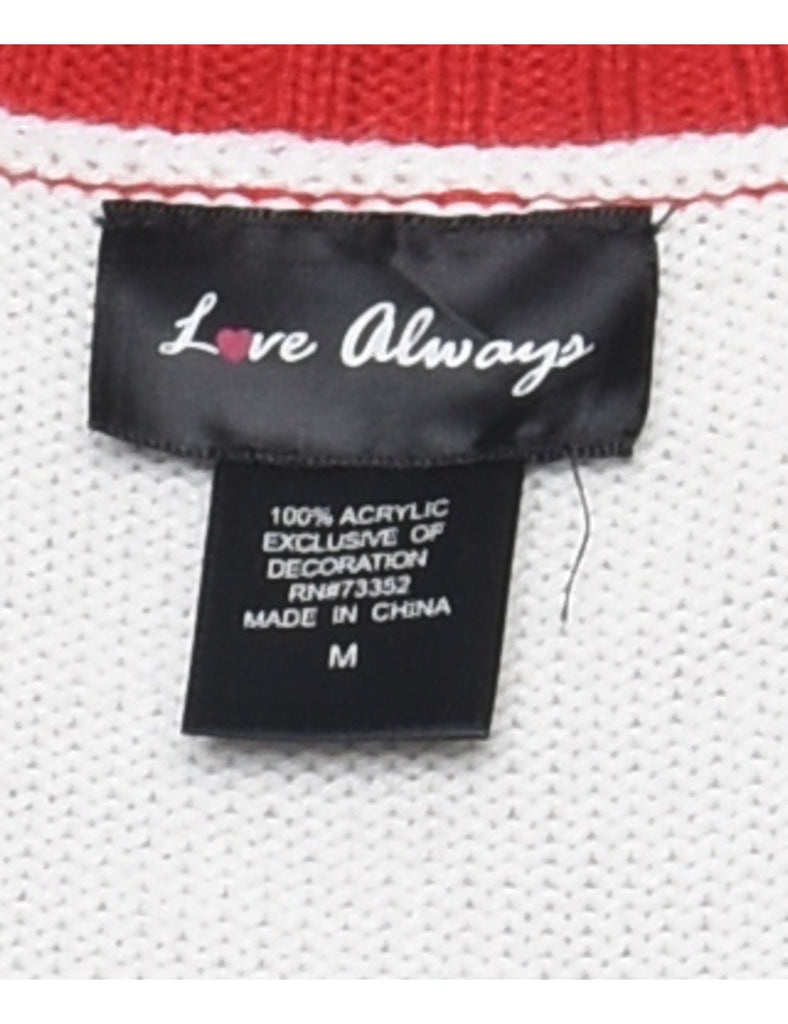 Love Always
100% ACRYLIC
EXCLUSIVE OF
DECORATION
RN#73352
MADE IN CHINA
M